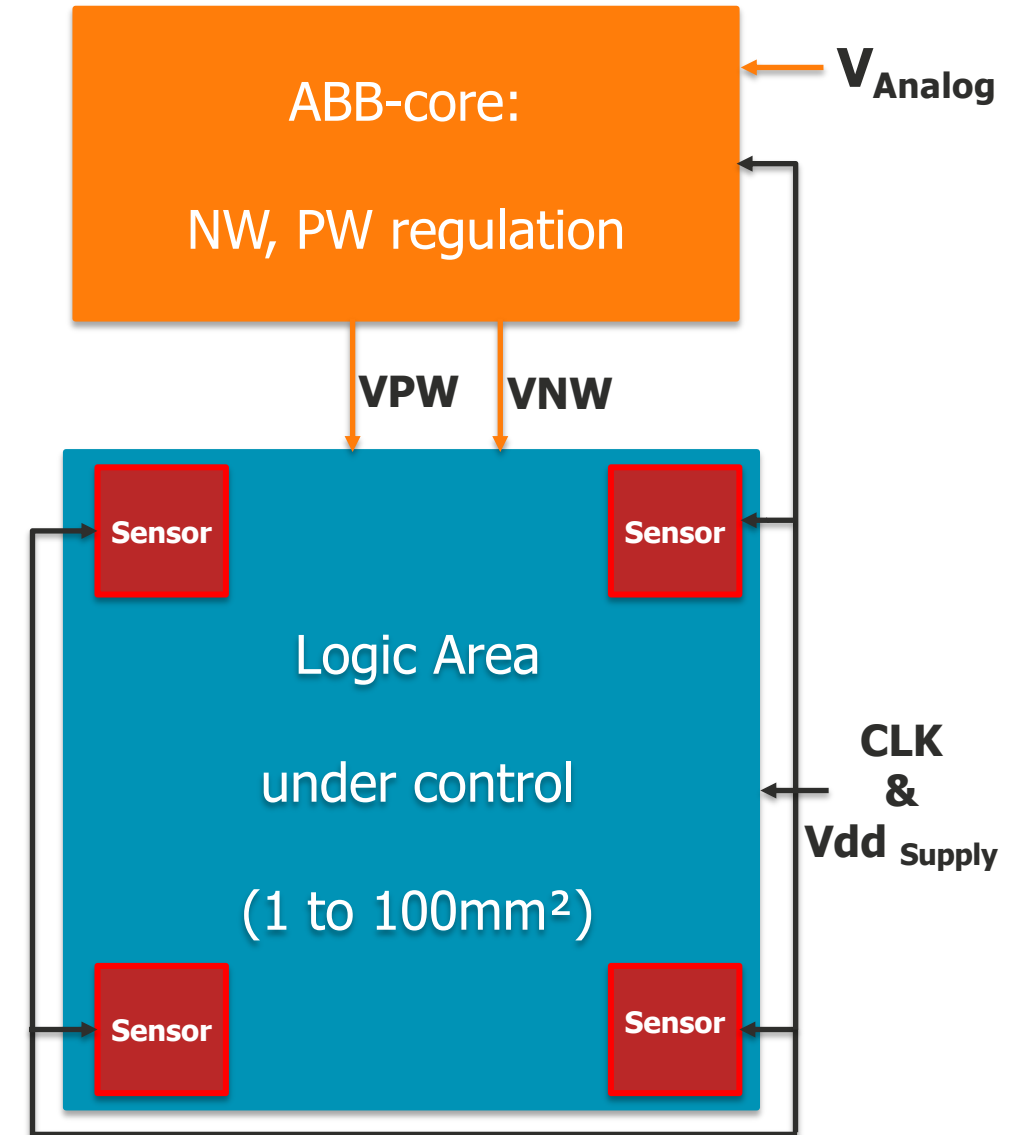 ABB-core:
NW, PW regulation
V Analog
VPW
VNW
Sensor
Sensor
Logic Area
under control
(1 to 100mm²)
CLK
&
Vdd Supply
Sensor
Sensor